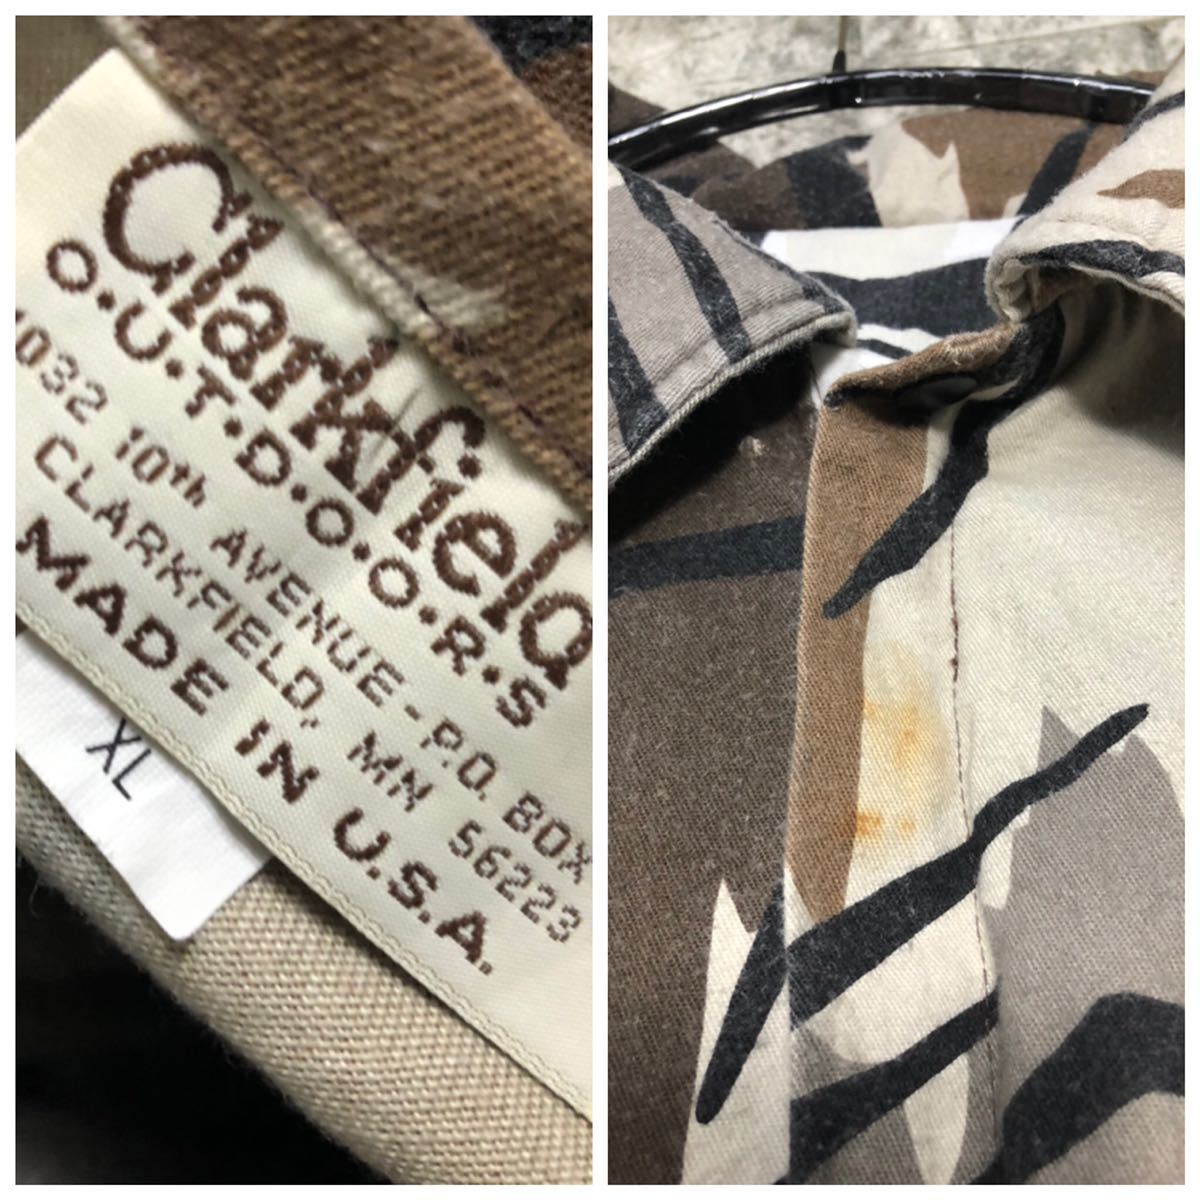 Clarkfield
O.U.T.D.O.O.R.S
1032 10th AVENUE-P.O. BOX
CLARKFIELD, MN 56223
MADE IN U.S.A.
XL